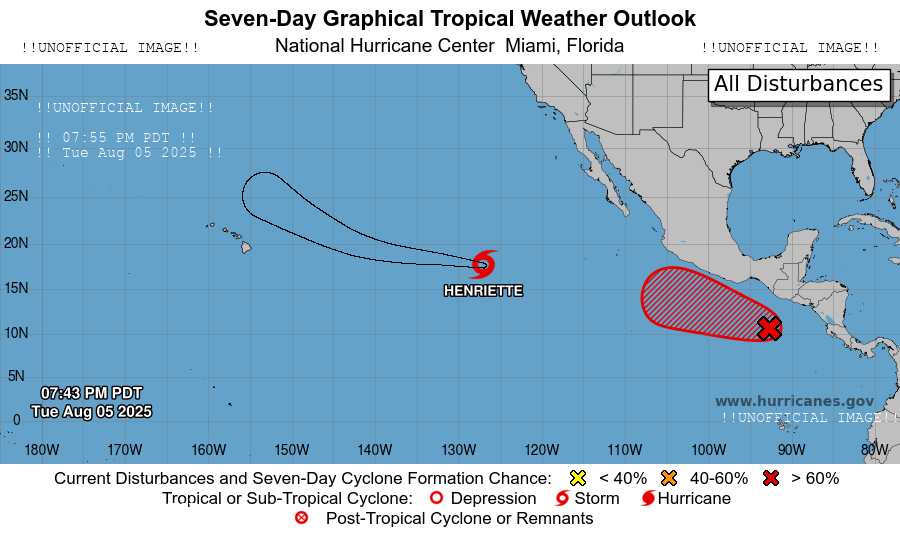 Seven-Day Graphical Tropical Weather Outlook
!!UNOFFICIAL IMAGE!!
National Hurricane Center  Miami, Florida
!!UNOFFICIAL IMAGE!!
All Disturbances
35N
!!UNOFFICIAL IMAGE!!
!! 07:55 PM PDT !!
30N
!! Tue Aug 05 2025 !!
25N
20N
15N
HENRIETTE
10N
5N
07:43 PM PDT
Tue Aug 05 2025
www.hurricanes.gov
!!UNOFFICIAL IMAGE!!
0
180W 170W 160W 150W 140W 130W 120W 110W 100W 90W 80W
Current Disturbances and Seven-Day Cyclone Formation Chance: < 40% 40-60% > 60%
Tropical or Sub-Tropical Cyclone: Depression Storm Hurricane
Post-Tropical Cyclone or Remnants